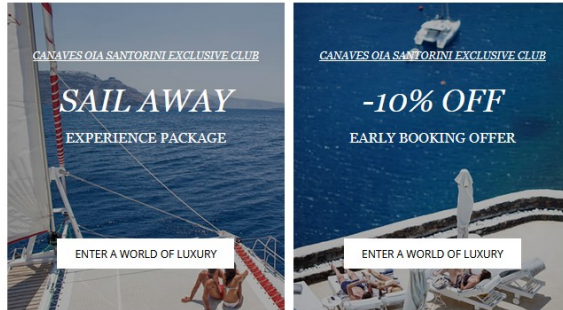 CANAVES OIA SANTORINI EXCLUSIVE CLUB
SAIL AWAY
EXPERIENCE PACKAGE
ENTER A WORLD OF LUXURY
CANAVES OIA SANTORINI EXCLUSIVE CLUB
-10% OFF
EARLY BOOKING OFFER
ENTER A WORLD OF LUXURY